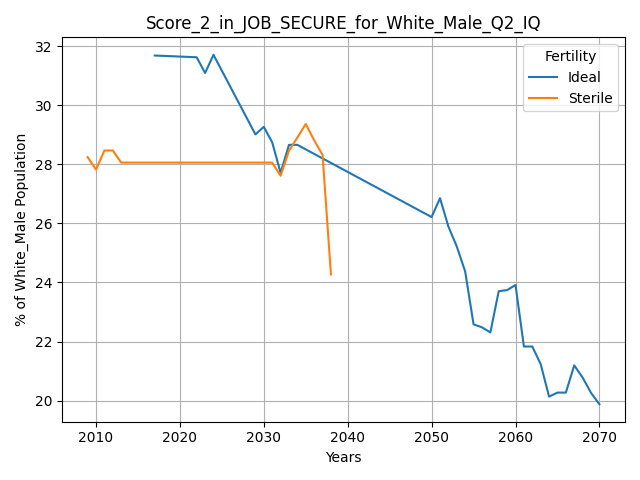 Score_2_in_JOB_SECURE_for_White_Male_Q2_IQ
32
30
28
26
24
22
20
% of White_Male Population
Fertility
Ideal
Sterile
2010 2020 2030 2040 2050 2060 2070
Years